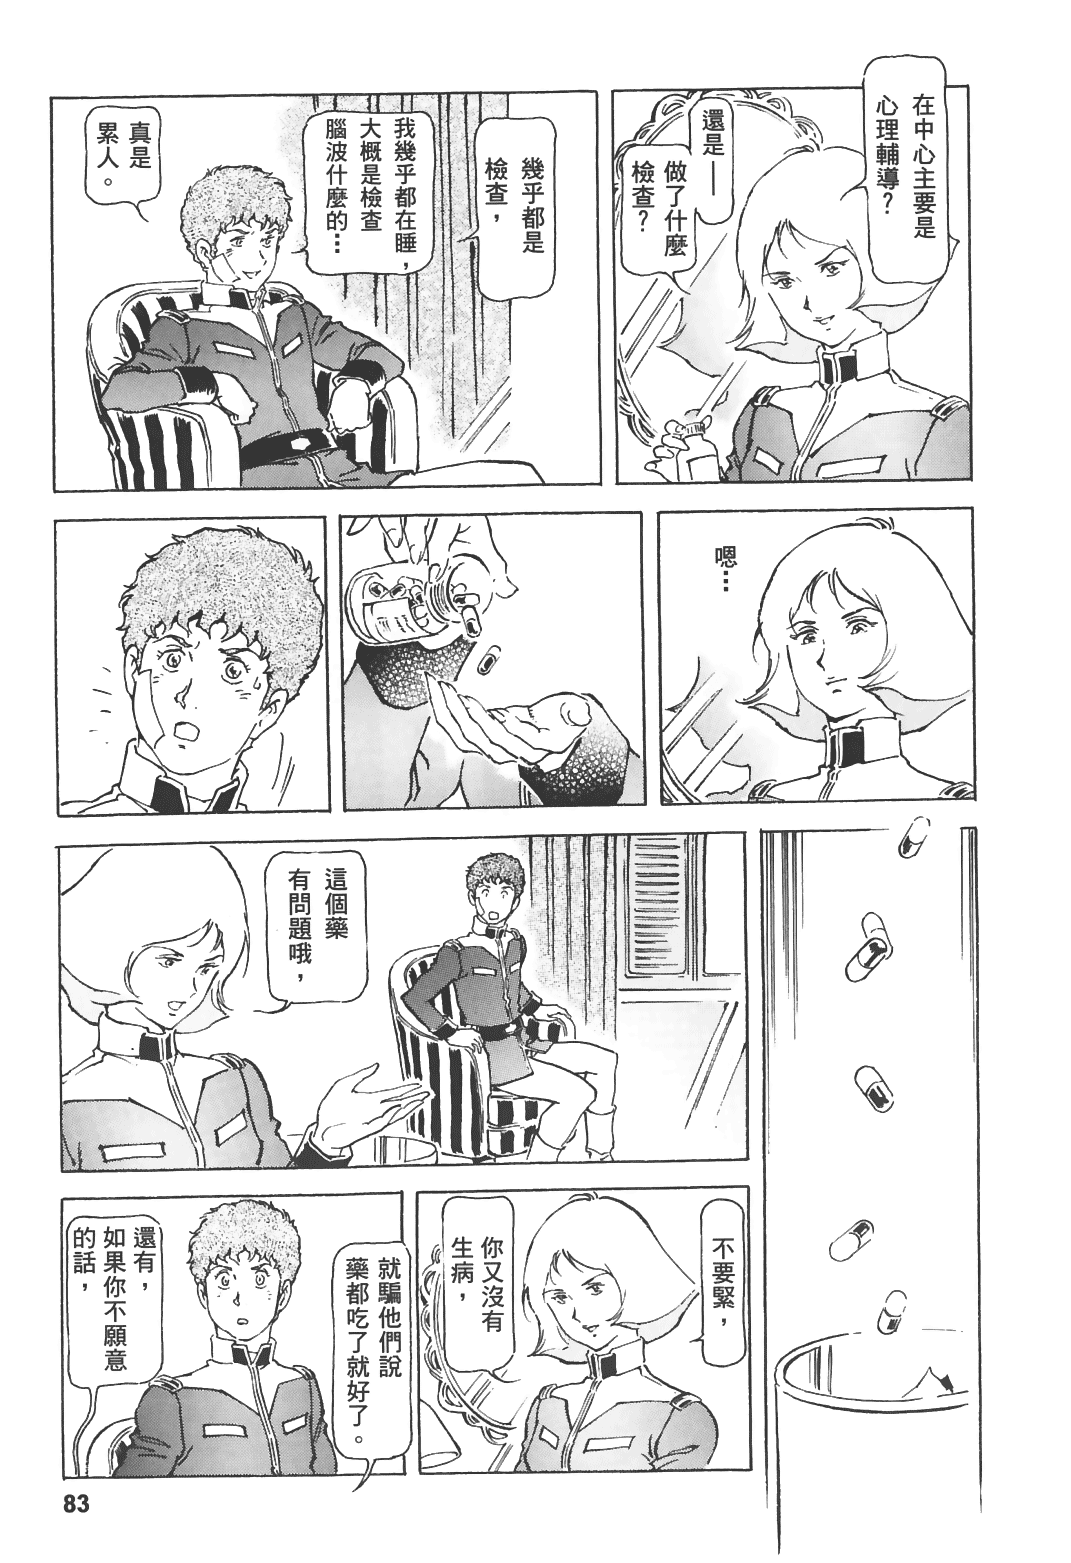 在中心主要是
心理輔導?
還是——
做了什麼
檢查?
幾乎都是
檢查，
我幾乎都在睡，
大概是檢查
腦波什麼的…
真是
累人。
嗯…
這個藥
有問題哦，
不要緊，
你又沒有
生病，
就騙他們說
藥都吃了就好了。
還有，
如果你不願意
的話，
83